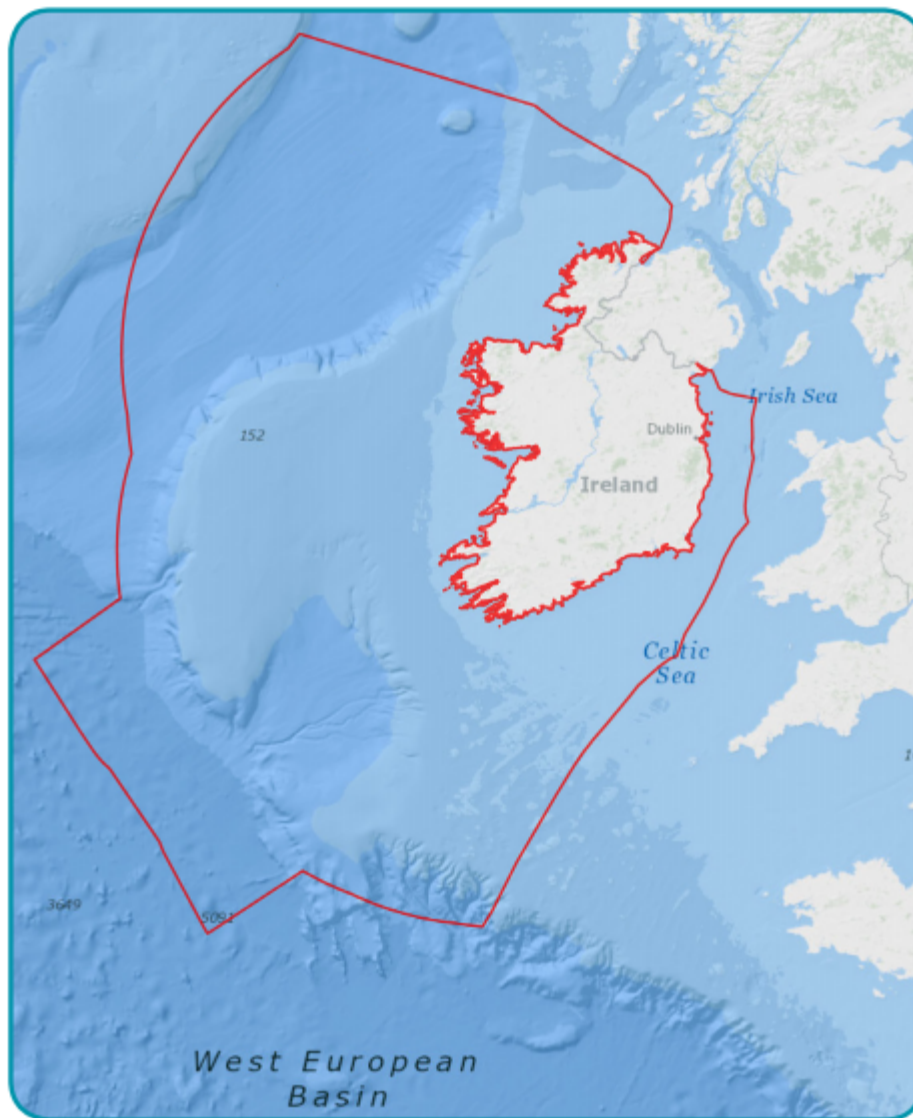 Irish Sea
152
Dublin
Ireland
Celtic
Sea
3649
5091
West European
Basin